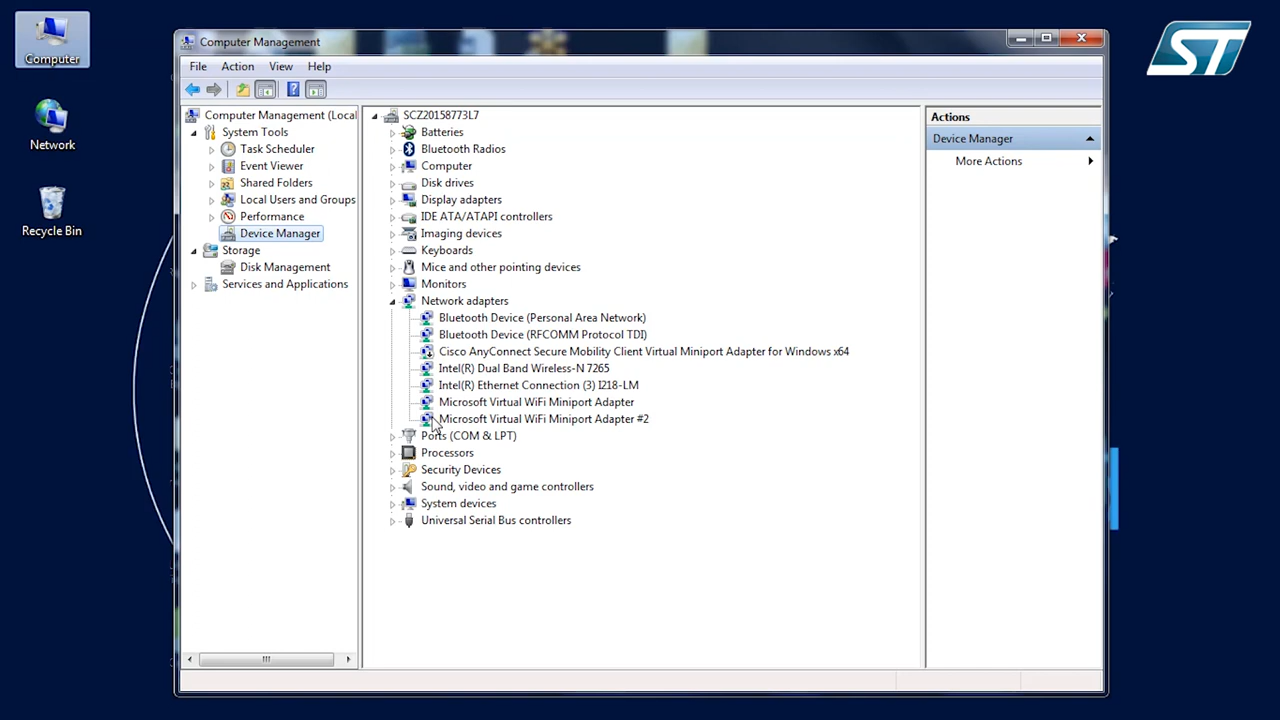 Computer
Network
Recycle Bin
Computer Management
File Action View Help
Computer Management (Local
System Tools
Task Scheduler
Event Viewer
Shared Folders
Local Users and Groups
Performance
Device Manager
Storage
Disk Management
Services and Applications
SCZ20158773L7
Batteries
Bluetooth Radios
Computer
Disk drives
Display adapters
IDE ATA/ATAPI controllers
Imaging devices
Keyboards
Mice and other pointing devices
Monitors
Network adapters
Bluetooth Device (Personal Area Network)
Bluetooth Device (RFCOMM Protocol TDI)
Cisco AnyConnect Secure Mobility Client Virtual Miniport Adapter for Windows x64
Intel(R) Dual Band Wireless-N 7265
Intel(R) Ethernet Connection (3) I218-LM
Microsoft Virtual WiFi Miniport Adapter
Microsoft Virtual WiFi Miniport Adapter #2
Ports (COM & LPT)
Processors
Security Devices
Sound, video and game controllers
System devices
Universal Serial Bus controllers
Actions
Device Manager
More Actions
ST